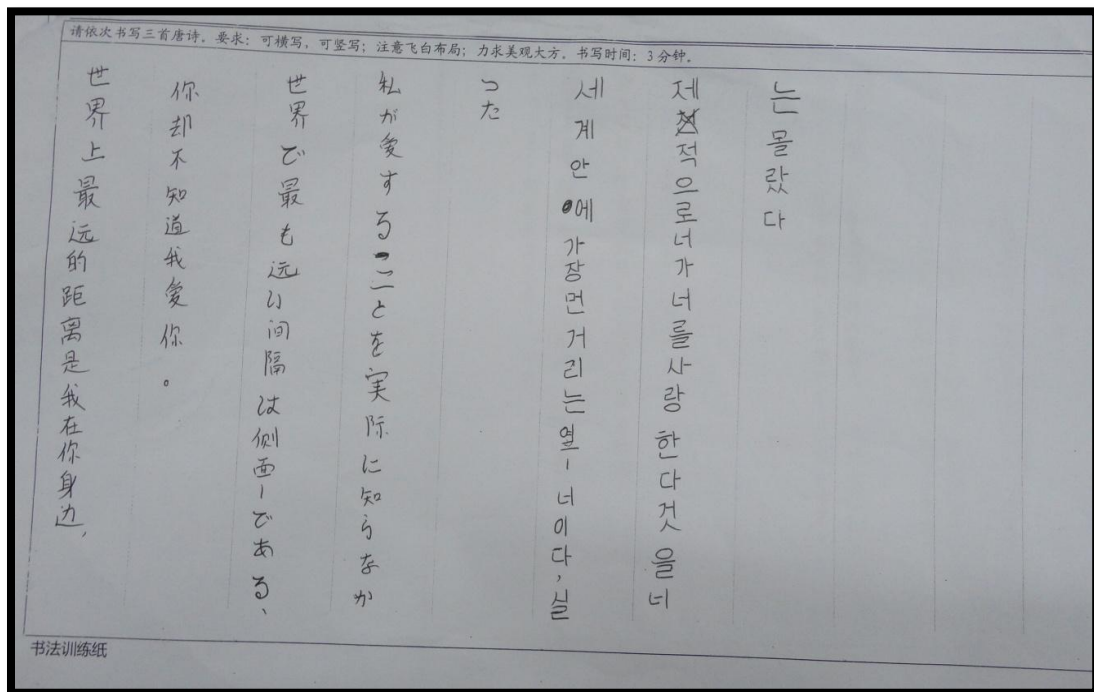 请依次书写三首唐诗。要求：可横写，可竖写；注意飞白布局；力求美观大方。书写时间：3分钟。
世界上最远的距离是我在你身边,
你却不知道我爱你。
世界で最も远い间隔は侧面ーである、
私が愛することを実际に知らなか
った
세계안에가장먼거리는옆ー너이다,실
제적으로너가너를사랑한다것을너
는몰랐다
书法训练纸